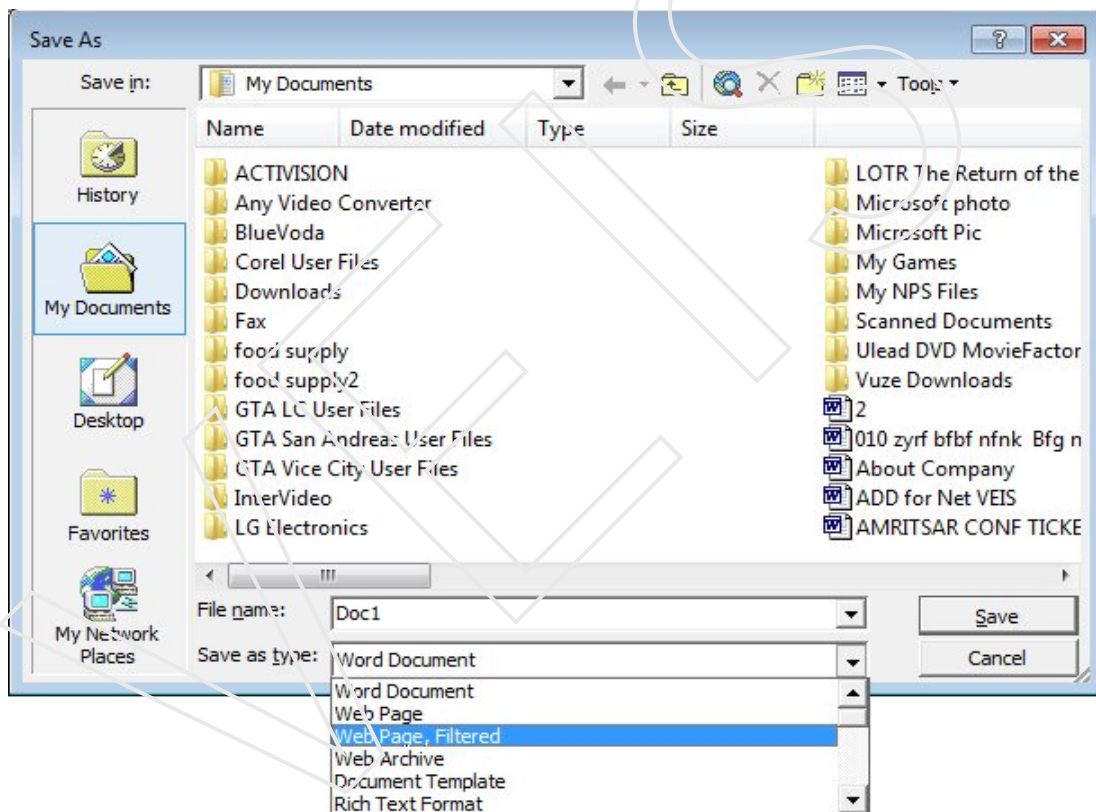 Save As
Save in:
My Documents
Tools
Name Date modified Type Size
History
My Documents
Desktop
Favorites
My Network
Places
ACTIVISION
Any Video Converter
BlueVoda
Corel User Files
Downloads
Fax
food supply
food supply2
GTA LC User Files
GTA San Andreas User Files
GTA Vice City User Files
InterVideo
LG Electronics
LOTR The Return of the
Microsoft photo
Microsoft Pic
My Games
My NPS Files
Scanned Documents
Ulead DVD MovieFactor
Vuze Downloads
2
010 zyrf bfbf nfnk Bfg n
About Company
ADD for Net VEIS
AMRITSAR CONF TICKE
File name: Doc1
Save
Save as type: Word Document
Cancel
Word Document
Web Page
Web Page, Filtered
Web Archive
Document Template
Rich Text Format